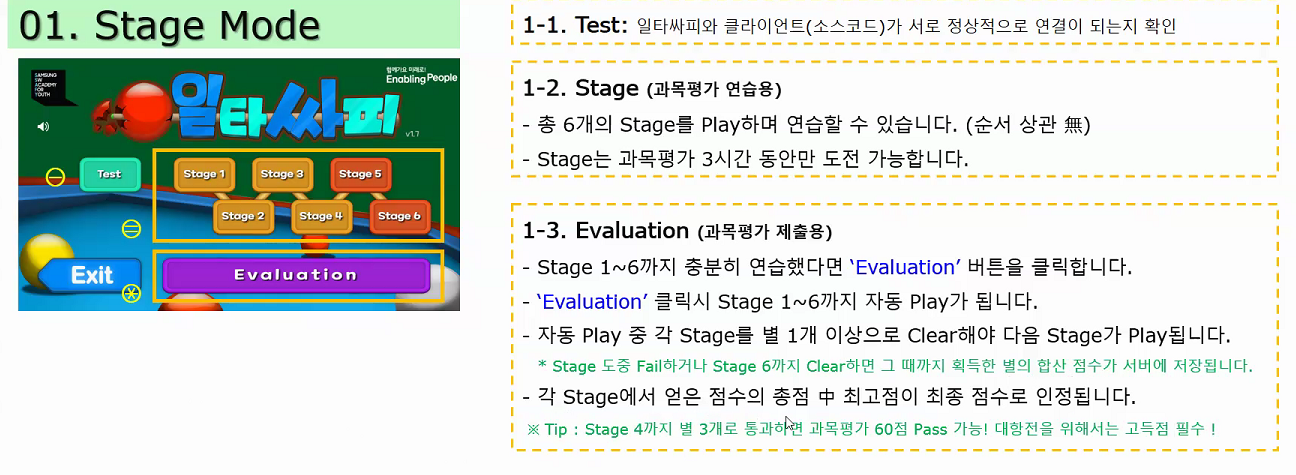 01. Stage Mode
SAMSUNG
SW
ACADEMY
FOR
YOUTH
함께가요 미래로!
Enabling People
일타싸피
v1.7
Test
Stage 1
Stage 3
Stage 5
Stage 2
Stage 4
Stage 6
Exit
Evaluation
1-1. Test: 일타싸피와 클라이언트(소스코드)가 서로 정상적으로 연결이 되는지 확인
1-2. Stage (과목평가 연습용)
- 총 6개의 Stage를 Play하며 연습할 수 있습니다. (순서 상관 無)
- Stage는 과목평가 3시간 동안만 도전 가능합니다.
1-3. Evaluation (과목평가 제출용)
- Stage 1~6까지 충분히 연습했다면 ‘Evaluation’ 버튼을 클릭합니다.
- ‘Evaluation’ 클릭시 Stage 1~6까지 자동 Play가 됩니다.
- 자동 Play 중 각 Stage를 별 1개 이상으로 Clear해야 다음 Stage가 Play됩니다.
* Stage 도중 Fail하거나 Stage 6까지 Clear하면 그 때까지 획득한 별의 합산 점수가 서버에 저장됩니다.
- 각 Stage에서 얻은 점수의 총점 中 최고점이 최종 점수로 인정됩니다.
※ Tip : Stage 4까지 별 3개로 통과하면 과목평가 60점 Pass 가능! 대항전을 위해서는 고득점 필수 !